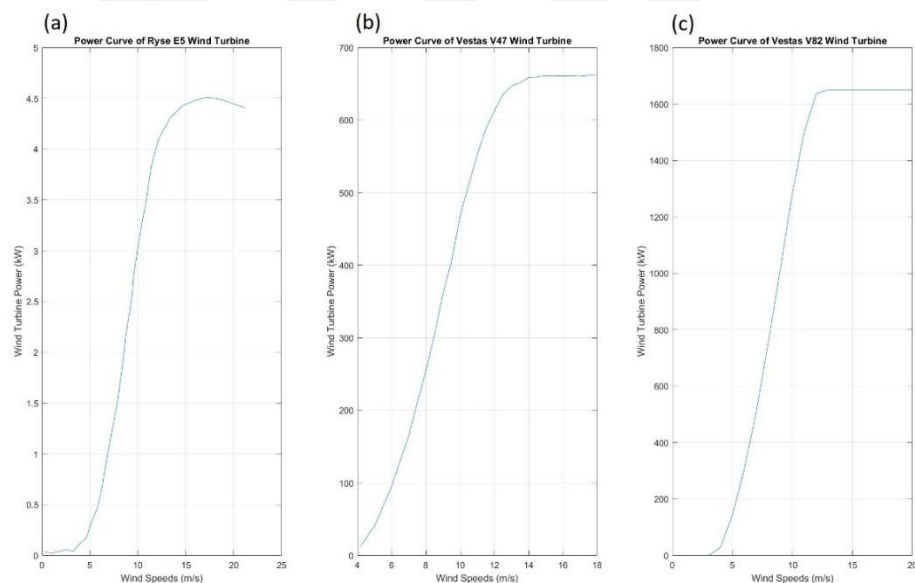 (a)
Power Curve of Ryse E5 Wind Turbine
5
4.5
4
3.5
3
2.5
2
1.5
1
0.5
0
Wind Turbine Power (kW)
0 5 10 15 20 25
Wind Speeds (m/s)
(b)
Power Curve of Vestas V47 Wind Turbine
700
600
500
400
300
200
100
0
Wind Turbine Power (kW)
4 6 8 10 12 14 16 18
Wind Speeds (m/s)
(c)
Power Curve of Vestas V82 Wind Turbine
1800
1600
1400
1200
1000
800
600
400
200
0
Wind Turbine Power (kW)
0 5 10 15 20
Wind Speeds (m/s)